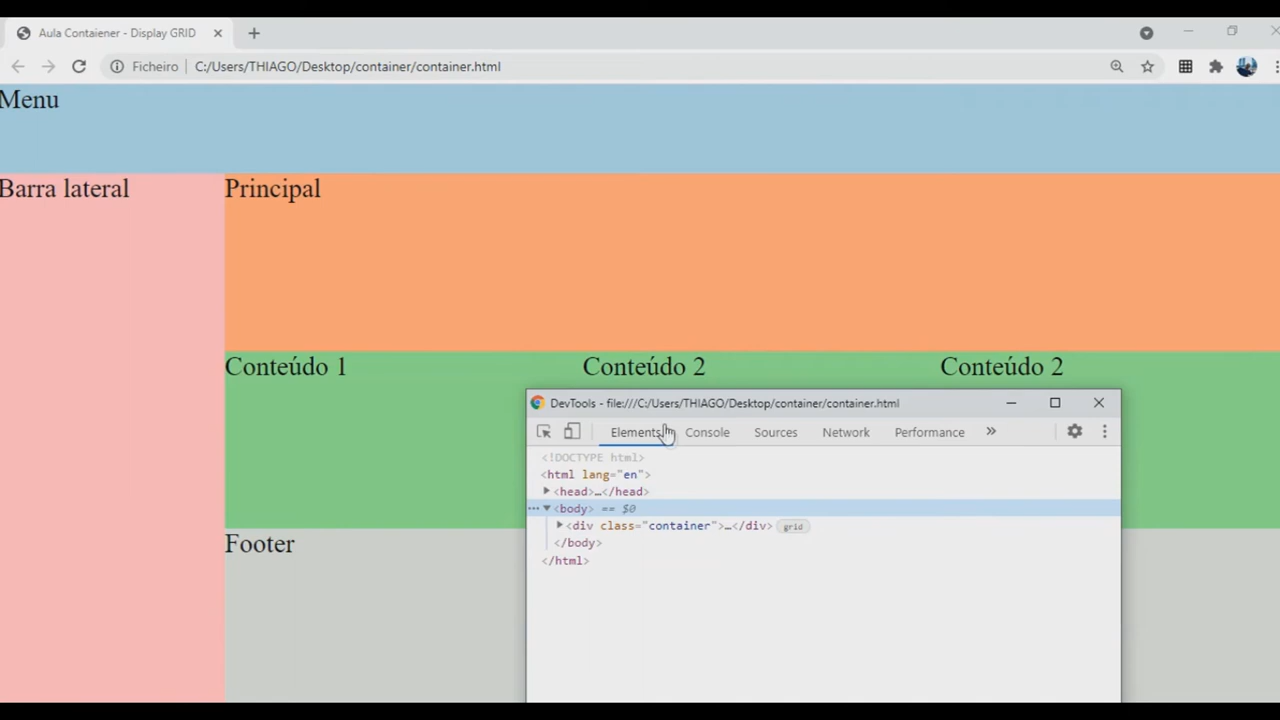 Aula Contaiener - Display GRID
Ficheiro
C:/Users/THIAGO/Desktop/container/container.html
Menu
Barra lateral
Principal
Conteúdo 1
Conteúdo 2
Conteúdo 2
DevTools - file:///C:/Users/THIAGO/Desktop/container/container.html
Elements
Console
Sources
Network
Performance
<!DOCTYPE html>
<html lang="en">
<head>…</head>
<body> == $0
<div class="container">…</div> grid
</body>
</html>
Footer